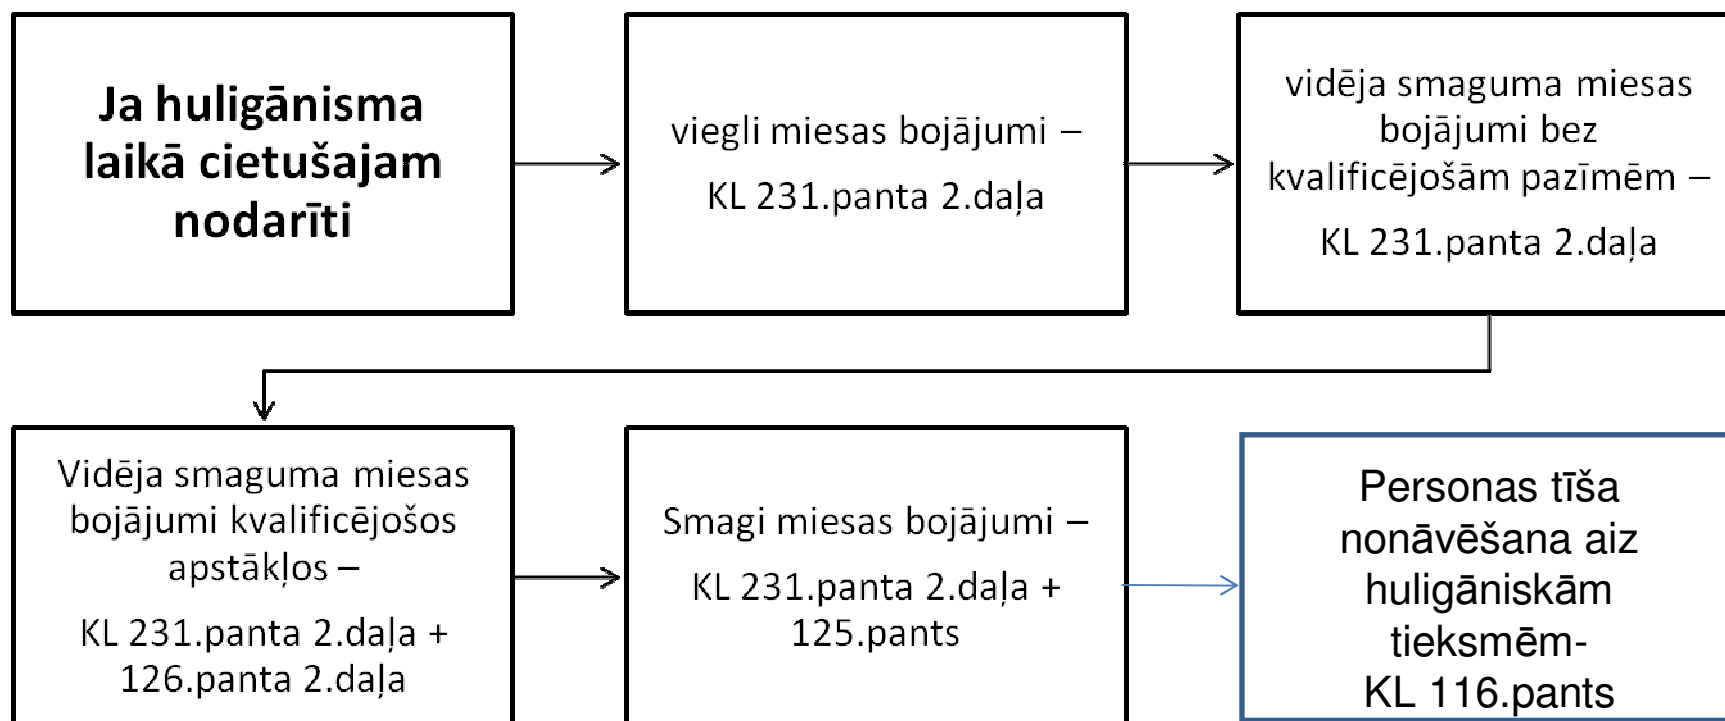 Ja huligānisma
laikā cietušajam
nodarīti
viegli miesas bojājumi –
KL 231.panta 2.daļa
vidēja smaguma miesas
bojājumi bez
kvalificējošām pazīmēm –
KL 231.panta 2.daļa
Vidēja smaguma miesas
bojājumi kvalificējošos
apstākļos –
KL 231.panta 2.daļa +
126.panta 2.daļa
Smagi miesas bojājumi –
KL 231.panta 2.daļa +
125.pants
Personas tīša
nonāvēšana aiz
huligāniskām
tieksmēm-
KL 116.pants